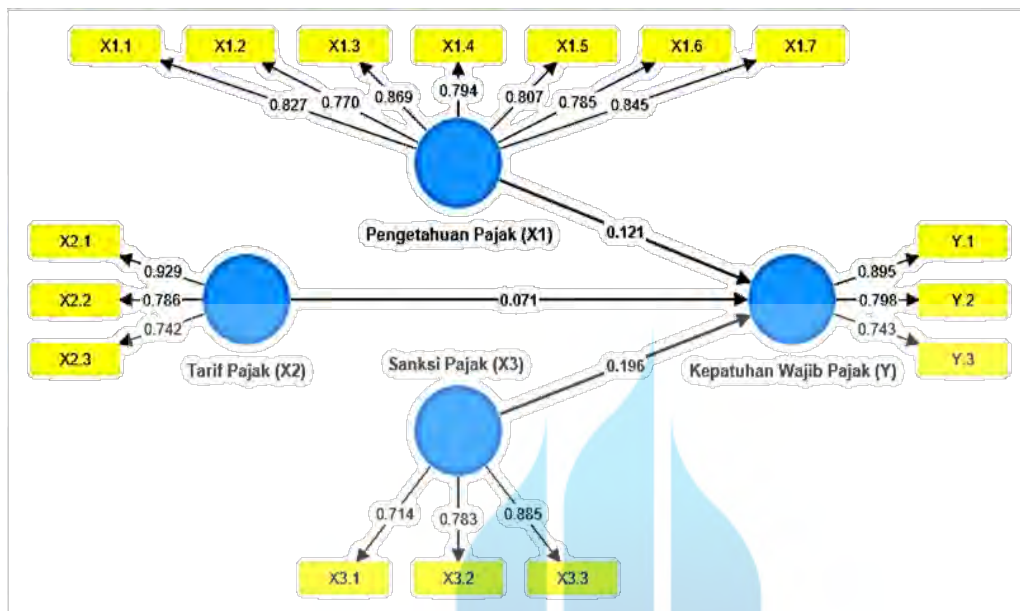 X1.1 X1.2 X1.3 X1.4 X1.5 X1.6 X1.7
0.827 0.770 0.869 0.794 0.807 0.785 0.845
Pengetahuan Pajak (X1)
0.121
X2.1
X2.2
X2.3
0.929
0.786
0.742
Tarif Pajak (X2)
0.071
Y.1
Y.2
Y.3
0.895
0.798
0.743
Kepatuhan Wajib Pajak (Y)
Sanksi Pajak (X3)
0.196
0.714 0.783 0.885
X3.1 X3.2 X3.3